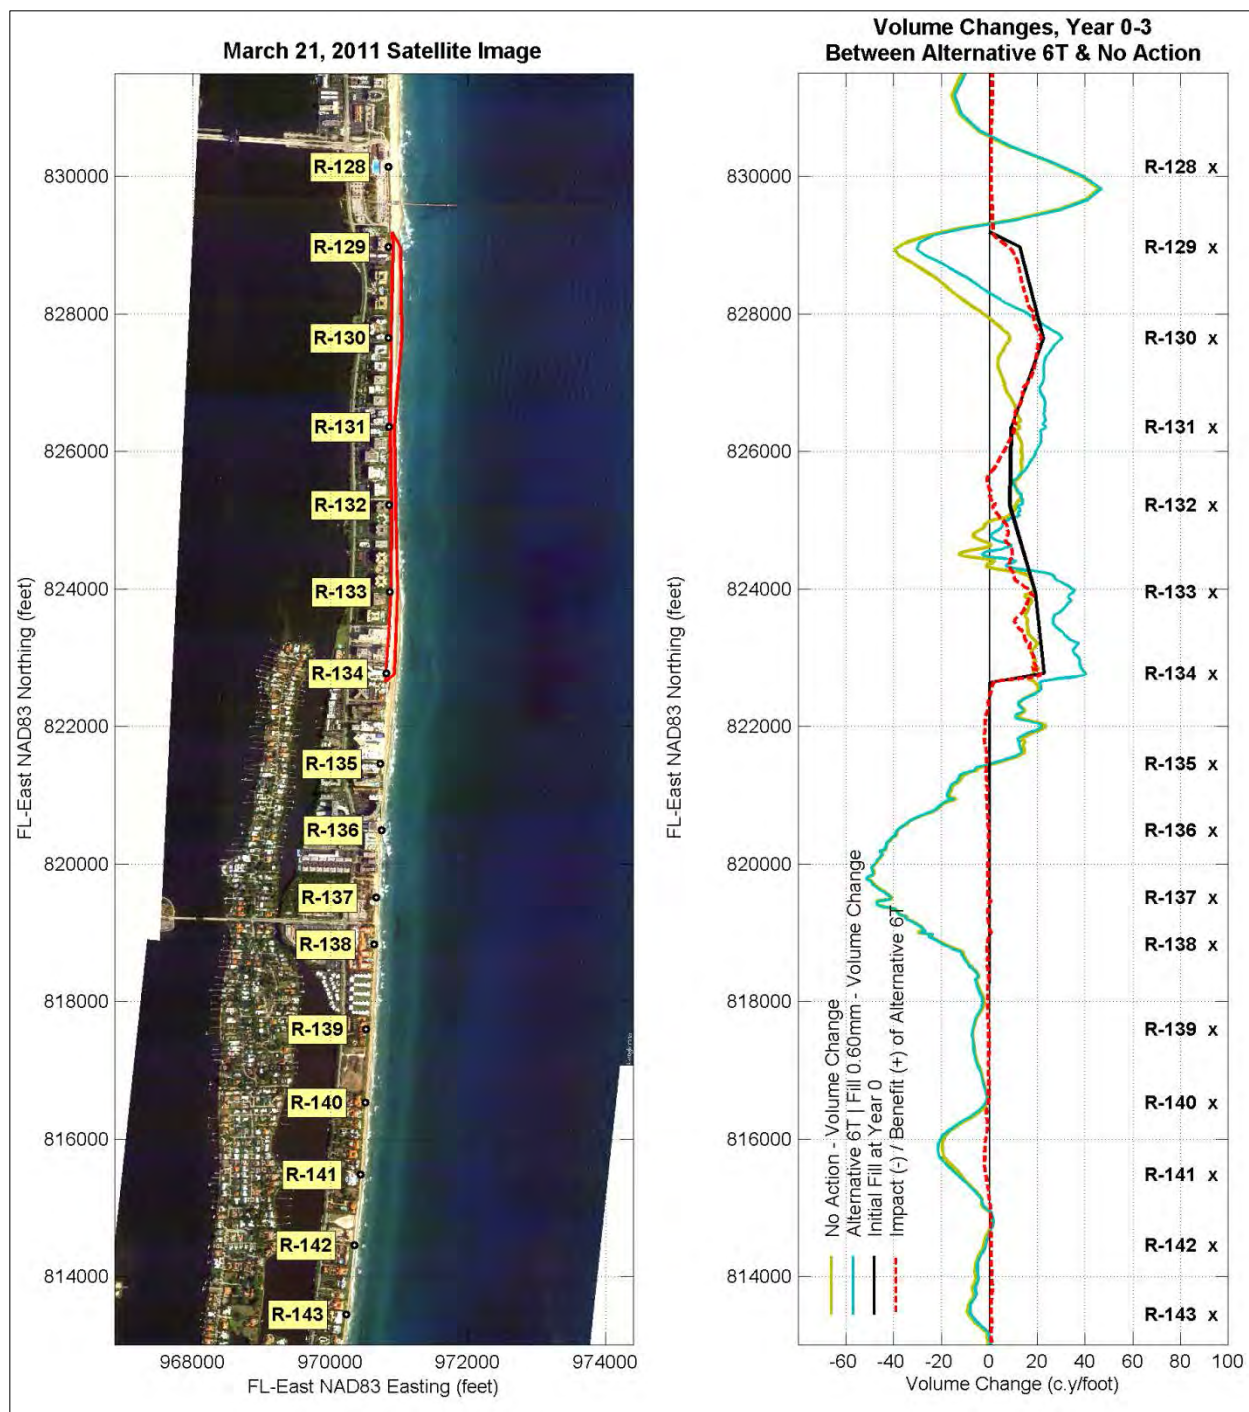 March 21, 2011 Satellite Image
830000
828000
826000
824000
822000
820000
818000
816000
814000
FL-East NAD83 Northing (feet)
R-128
R-129
R-130
R-131
R-132
R-133
R-134
R-135
R-136
R-137
R-138
R-139
R-140
R-141
R-142
R-143
968000
970000
972000
974000
FL-East NAD83 Easting (feet)
Volume Changes, Year 0-3
Between Alternative 6T & No Action
830000
828000
826000
824000
822000
820000
818000
816000
814000
FL-East NAD83 Northing (feet)
R-128 x
R-129 x
R-130 x
R-131 x
R-132 x
R-133 x
R-134 x
R-135 x
R-136 x
R-137 x
R-138 x
R-139 x
R-140 x
R-141 x
R-142 x
R-143 x
No Action - Volume Change
Alternative 6T | Fill 0.60mm - Volume Change
Initial Fill at Year 0
Impact (-) / Benefit (+) of Alternative 6T
-60
-40
-20
0
20
40
60
80
100
Volume Change (c.y/foot)